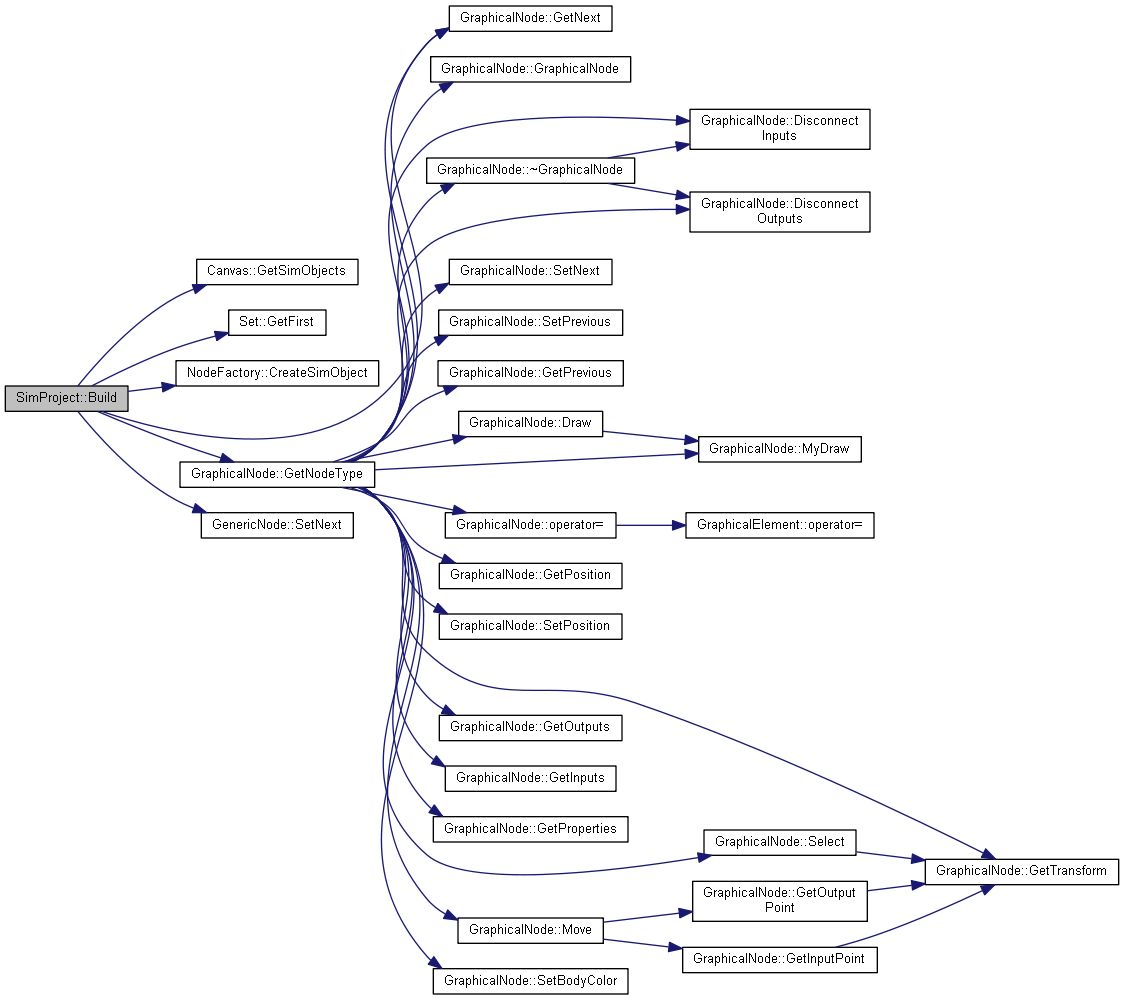 GraphicalNode::GetNext
GraphicalNode::GraphicalNode
GraphicalNode::Disconnect
Inputs
GraphicalNode::~GraphicalNode
GraphicalNode::Disconnect
Outputs
Canvas::GetSimObjects
GraphicalNode::SetNext
Set::GetFirst
GraphicalNode::SetPrevious
NodeFactory::CreateSimObject
GraphicalNode::GetPrevious
SimProject::Build
GraphicalNode::Draw
GraphicalNode::MyDraw
GraphicalNode::GetNodeType
GenericNode::SetNext
GraphicalNode::operator=
GraphicalElement::operator=
GraphicalNode::GetPosition
GraphicalNode::SetPosition
GraphicalNode::GetOutputs
GraphicalNode::GetInputs
GraphicalNode::GetProperties
GraphicalNode::Select
GraphicalNode::GetTransform
GraphicalNode::GetOutput
Point
GraphicalNode::Move
GraphicalNode::GetInputPoint
GraphicalNode::SetBodyColor